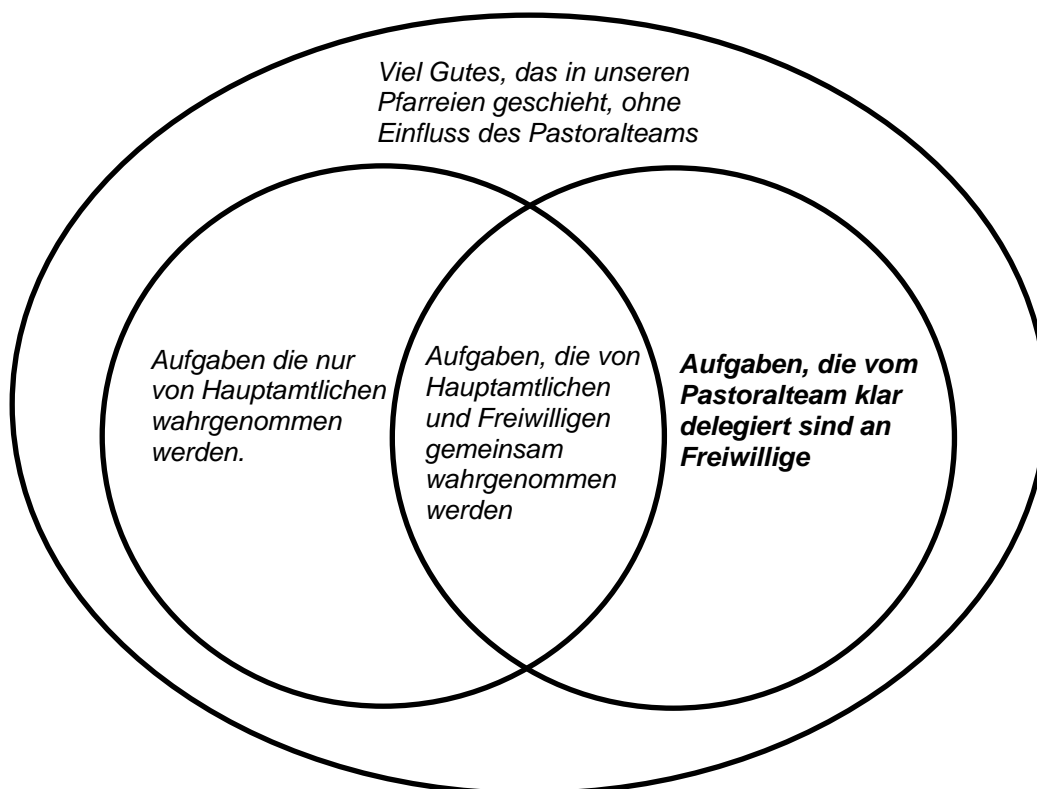 Viel Gutes, das in unseren
Pfarreien geschieht, ohne
Einfluss des Pastoralteams
Aufgaben die nur
von Hauptamtlichen
wahrgenommen
werden.
Aufgaben, die von
Hauptamtlichen
und Freiwilligen
gemeinsam
wahrgenommen
werden
Aufgaben, die vom
Pastoralteam klar
delegiert sind an
Freiwillige